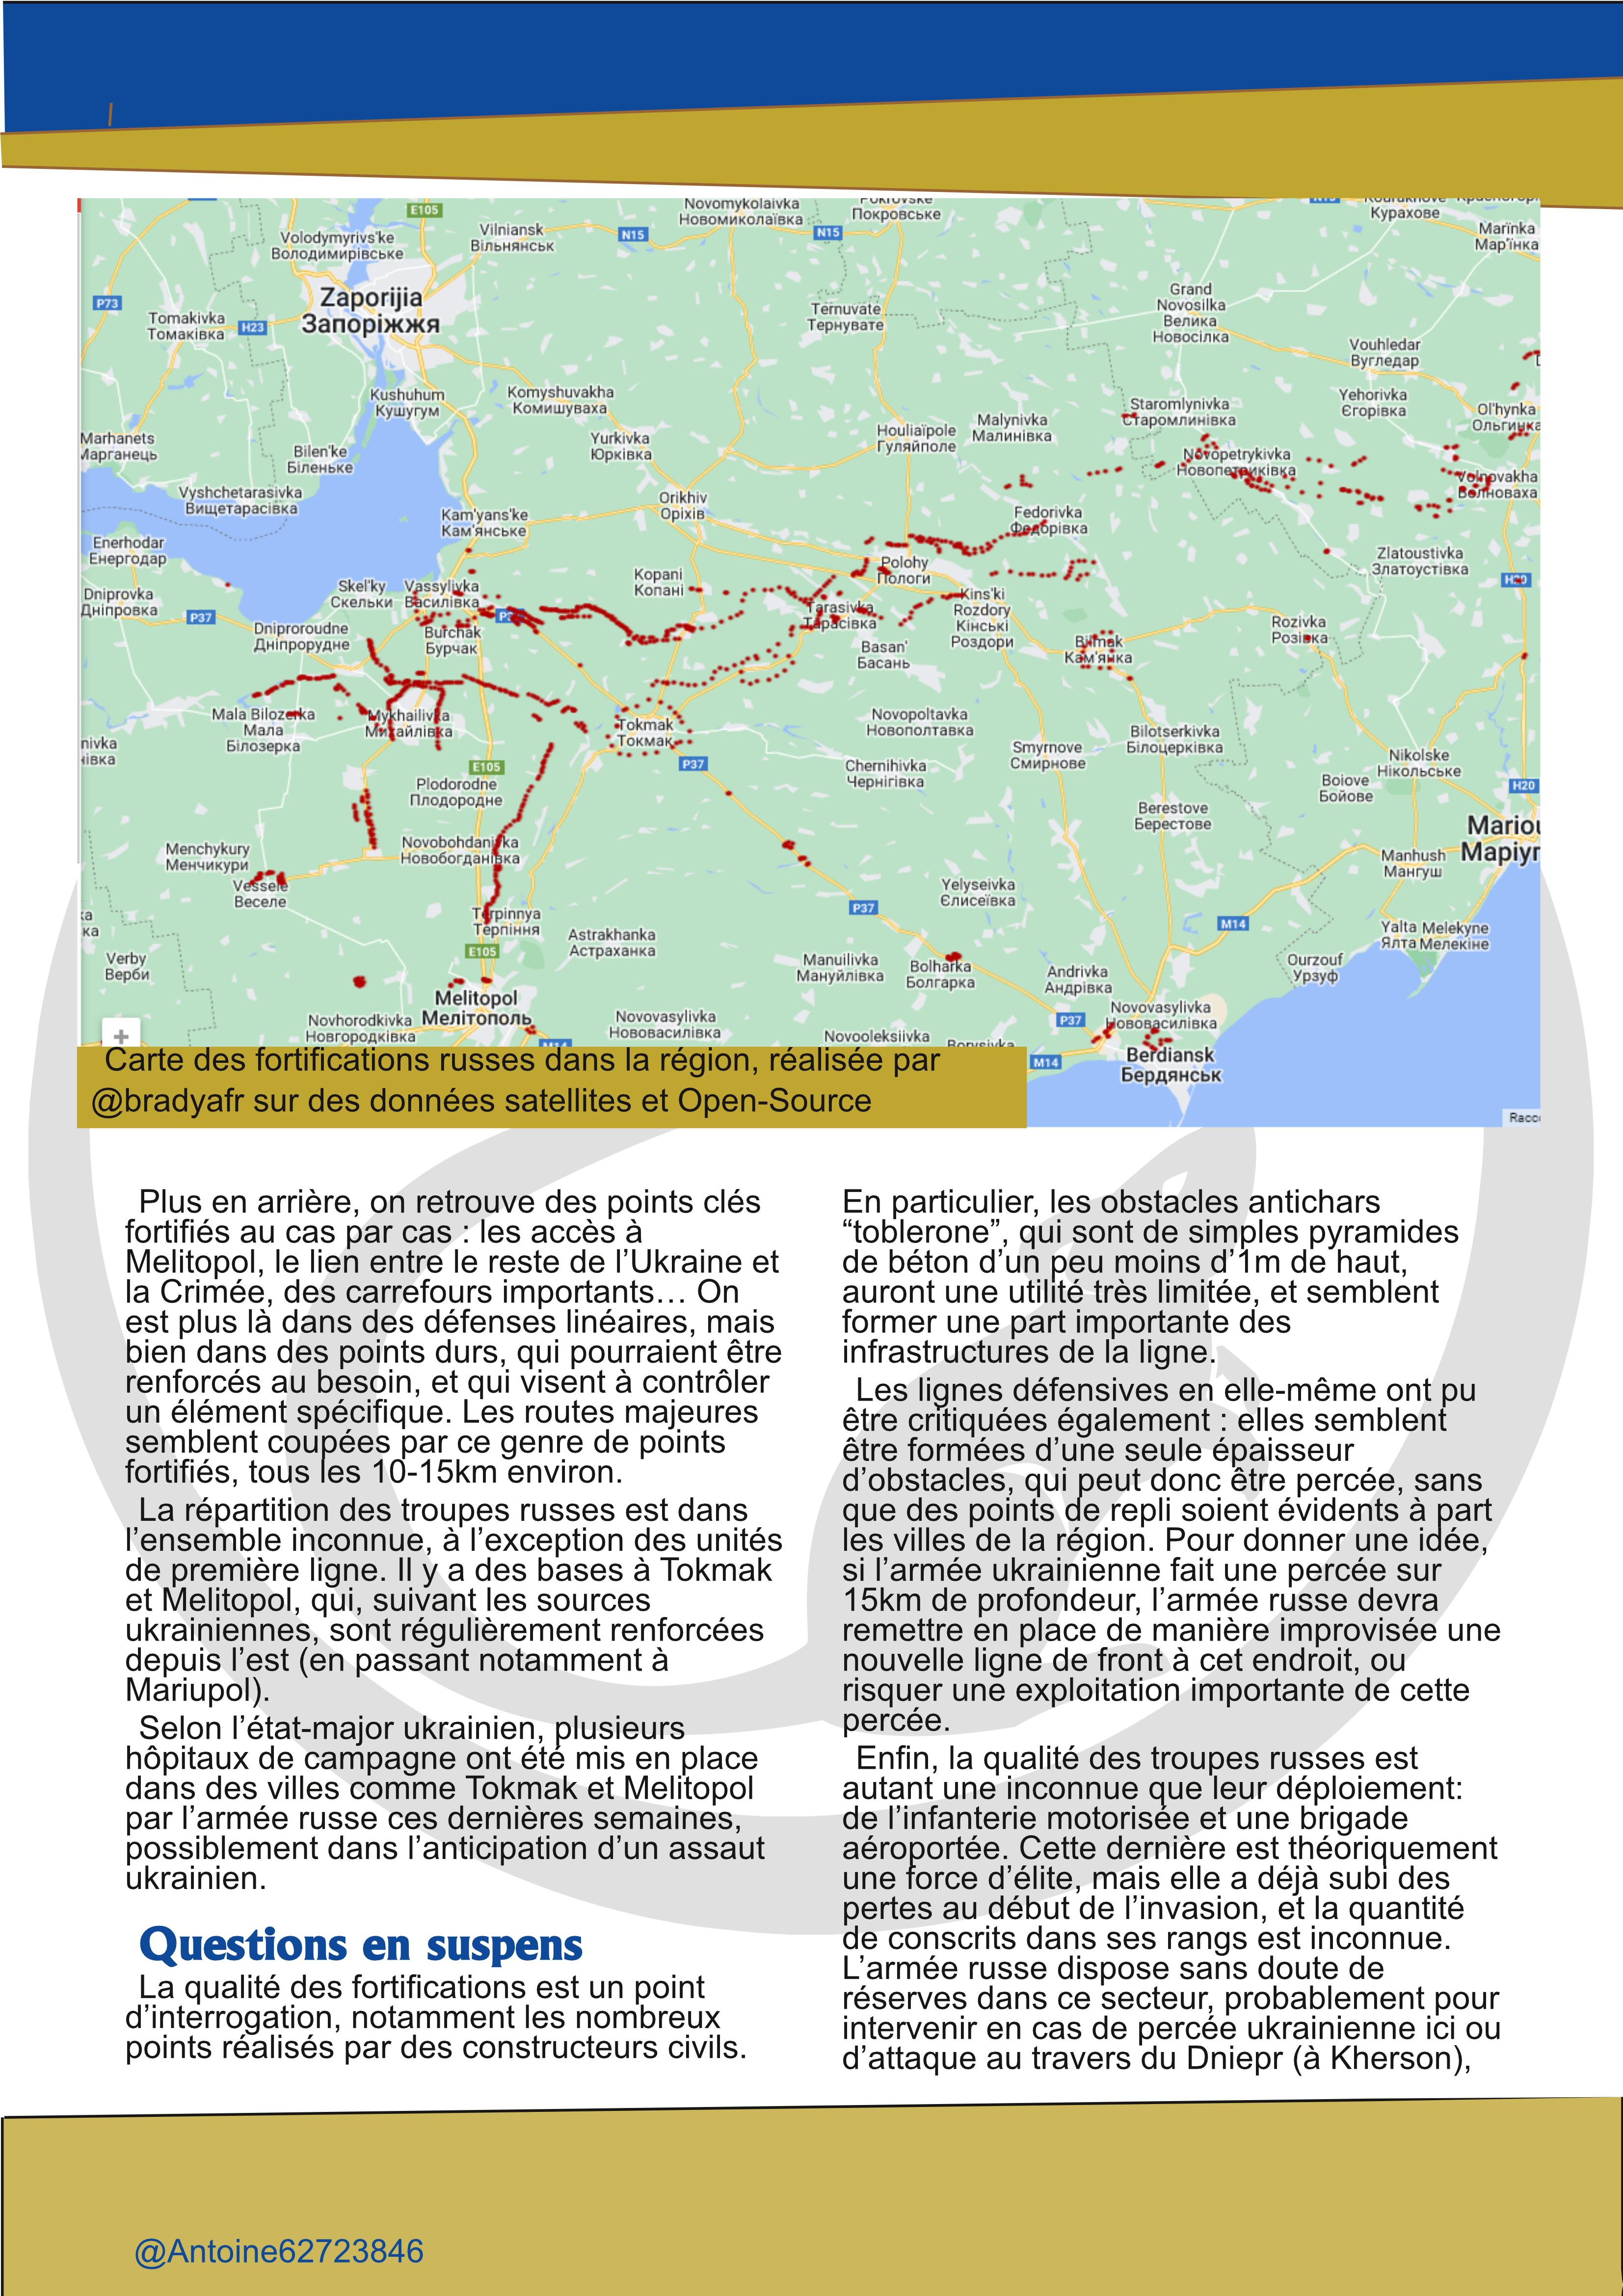 E105
Novomykolaivka
Новомиколаївка
Покровське
Курахове
Vilniansk
Вільнянськ
N15
N15
Marïnka
Мар'їнка
Volodymyrivs'ke
Володимирівське
Zaporijia
Запоріжжя
P73
Tomakivka
Томаківка
H23
Ternuvate
Тернувате
Grand
Novosilka
Велика
Новосілка
Vouhledar
Вугледар
Kushuhum
Кушугум
Komyshuvakha
Комишуваха
Staromlynivka
Старомлинівка
Yehorivka
Єгорівка
Ol'hynka
Ольгинка
Marhanets
Марганець
Bilen'ke
Біленьке
Yurkivka
Юрківка
Houliaïpole
Гуляйполе
Malynivka
Малинівка
Novopetrykivka
Новопетриківка
Volnovakha
Волноваха
Vyshchetarasivka
Вищетарасівка
Orikhiv
Оріхів
Kam'yans'ke
Кам'янське
Fedorivka
Федорівка
Enerhodar
Енергодар
Polohy
Пологи
Zlatoustivka
Златоустівка
Kopani
Копані
Skel'ky
Скельки
Vassylivka
Василівка
H20
Dniprovka
Дніпровка
P37
Kins'ki
Rozdory
Кінські
Роздори
Tarasivka
Тарасівка
Dniproroudne
Дніпрорудне
Burchak
Бурчак
Rozivka
Розівка
Basan'
Басань
Bilmak
Кам'янка
Mala Bilozerka
Мала
Білозерка
Mykhailivka
Михайлівка
Tokmak
Токмак
Novopoltavka
Новополтавка
Bilotserkivka
Білоцерківка
Smyrnove
Смирнове
Nikolske
Нікольське
E105
P37
Chernihivka
Чернігівка
Boiove
Бойове
H20
Plodorodne
Плодородне
Berestove
Берестове
Menchykury
Менчикури
Novobohdanivka
Новобогданівка
Manhush
Мангуш
Vessele
Веселе
Yelyseivka
Єлисеївка
P37
M14
Terpinnya
Терпіння
E105
Astrakhanka
Астраханка
Yalta
Ялта
Melekyne
Мелекіне
Verby
Верби
Manuilivka
Мануйлівка
Bolharka
Болгарка
Andrivka
Андрівка
Ourzouf
Урзуф
Melitopol
Мелітополь
Novhorodkivka
Новгородківка
Novovasylivka
Нововасилівка
Novooleksiivka
P37
Novovasylivka
Нововасилівка
M14
Berdiansk
Бердянськ
Carte des fortifications russes dans la région, réalisée par
@bradyafr sur des données satellites et Open-Source
Plus en arrière, on retrouve des points clés
fortifiés au cas par cas : les accès à
Melitopol, le lien entre le reste de l’Ukraine et
la Crimée, des carrefours importants… On
est plus là dans des défenses linéaires, mais
bien dans des points durs, qui pourraient être
renforcés au besoin, et qui visent à contrôler
un élément spécifique. Les routes majeures
semblent coupées par ce genre de points
fortifiés, tous les 10-15km environ.
La répartition des troupes russes est dans
l’ensemble inconnue, à l’exception des unités
de première ligne. Il y a des bases à Tokmak
et Melitopol, qui, suivant les sources
ukrainiennes, sont régulièrement renforcées
depuis l’est (en passant notamment à
Mariupol).
Selon l’état-major ukrainien, plusieurs
hôpitaux de campagne ont été mis en place
dans des villes comme Tokmak et Melitopol
par l’armée russe ces dernières semaines,
possiblement dans l’anticipation d’un assaut
ukrainien.
Questions en suspens
La qualité des fortifications est un point
d’interrogation, notamment les nombreux
points réalisés par des constructeurs civils.
En particulier, les obstacles antichars
“toblerone”, qui sont de simples pyramides
de béton d’un peu moins d’1m de haut,
auront une utilité très limitée, et semblent
former une part importante des
infrastructures de la ligne.
Les lignes défensives en elle-même ont pu
être critiquées également : elles semblent
être formées d’une seule épaisseur
d’obstacles, qui peut donc être percée, sans
que des points de repli soient évidents à part
les villes de la région. Pour donner une idée,
si l’armée ukrainienne fait une percée sur
15km de profondeur, l’armée russe devra
remettre en place de manière improvisée une
nouvelle ligne de front à cet endroit, ou
risquer une exploitation importante de cette
percée.
Enfin, la qualité des troupes russes est
autant une inconnue que leur déploiement:
de l’infanterie motorisée et une brigade
aéroportée. Cette dernière est théoriquement
une force d’élite, mais elle a déjà subi des
pertes au début de l’invasion, et la quantité
de conscrits dans ses rangs est inconnue.
L’armée russe dispose sans doute de
réserves dans ce secteur, probablement pour
intervenir en cas de percée ukrainienne ici ou
d’attaque au travers du Dniepr (à Kherson),
@Antoine62723846